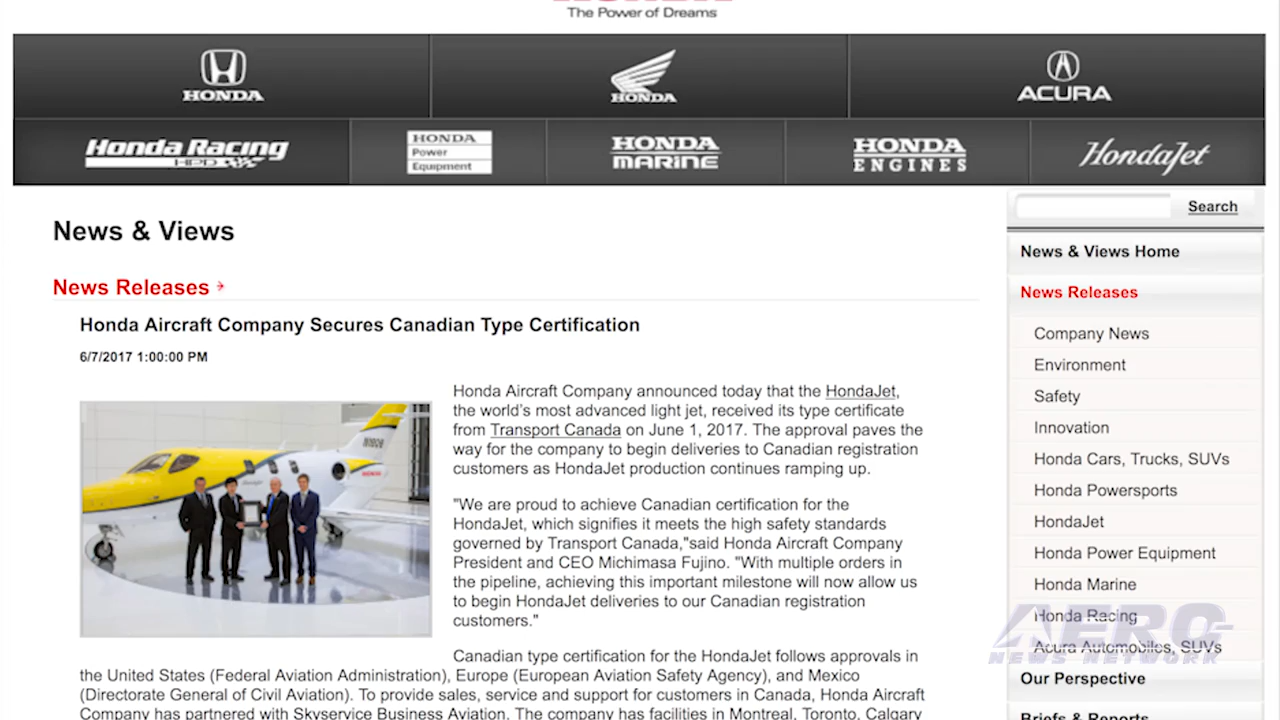 The Power of Dreams
HONDA
HONDA
ACURA
Honda Racing
HPD
HONDA
Power
Equipment
HONDA
MARINE
HONDA
ENGINES
HondaJet
Search
News & Views
News Releases
Honda Aircraft Company Secures Canadian Type Certification
6/7/2017 1:00:00 PM
Honda Aircraft Company announced today that the HondaJet,
the world's most advanced light jet, received its type certificate
from Transport Canada on June 1, 2017. The approval paves the
way for the company to begin deliveries to Canadian registration
customers as HondaJet production continues ramping up.
"We are proud to achieve Canadian certification for the
HondaJet, which signifies it meets the high safety standards
governed by Transport Canada,"said Honda Aircraft Company
President and CEO Michimasa Fujino. "With multiple orders in
the pipeline, achieving this important milestone will now allow us
to begin HondaJet deliveries to our Canadian registration
customers."
Canadian type certification for the HondaJet follows approvals in
the United States (Federal Aviation Administration), Europe (European Aviation Safety Agency), and Mexico
(Directorate General of Civil Aviation). To provide sales, service and support for customers in Canada, Honda Aircraft
Company has partnered with Skyservice Business Aviation. The company has facilities in Montreal, Toronto, Calgary
News & Views Home
News Releases
Company News
Environment
Safety
Innovation
Honda Cars, Trucks, SUVs
Honda Powersports
HondaJet
Honda Power Equipment
Honda Marine
Honda Racing
Acura Automobiles, SUVs
Our Perspective
Briefs & Reports
AERO
NEWS NETWORK